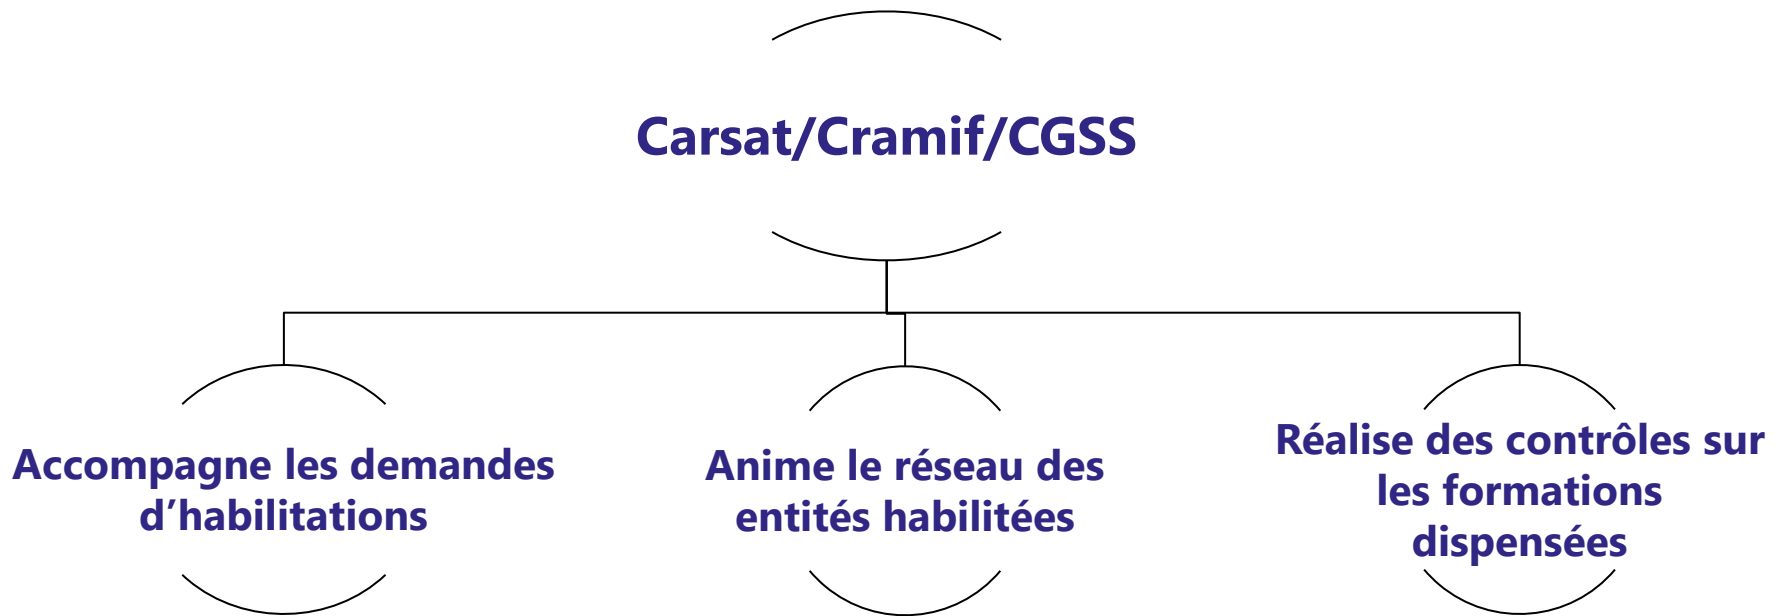 Carsat/Cramif/CGSS
Accompagne les demandes
d’habilitations
Anime le réseau des
entités habilitées
Réalise des contrôles sur
les formations
dispensées